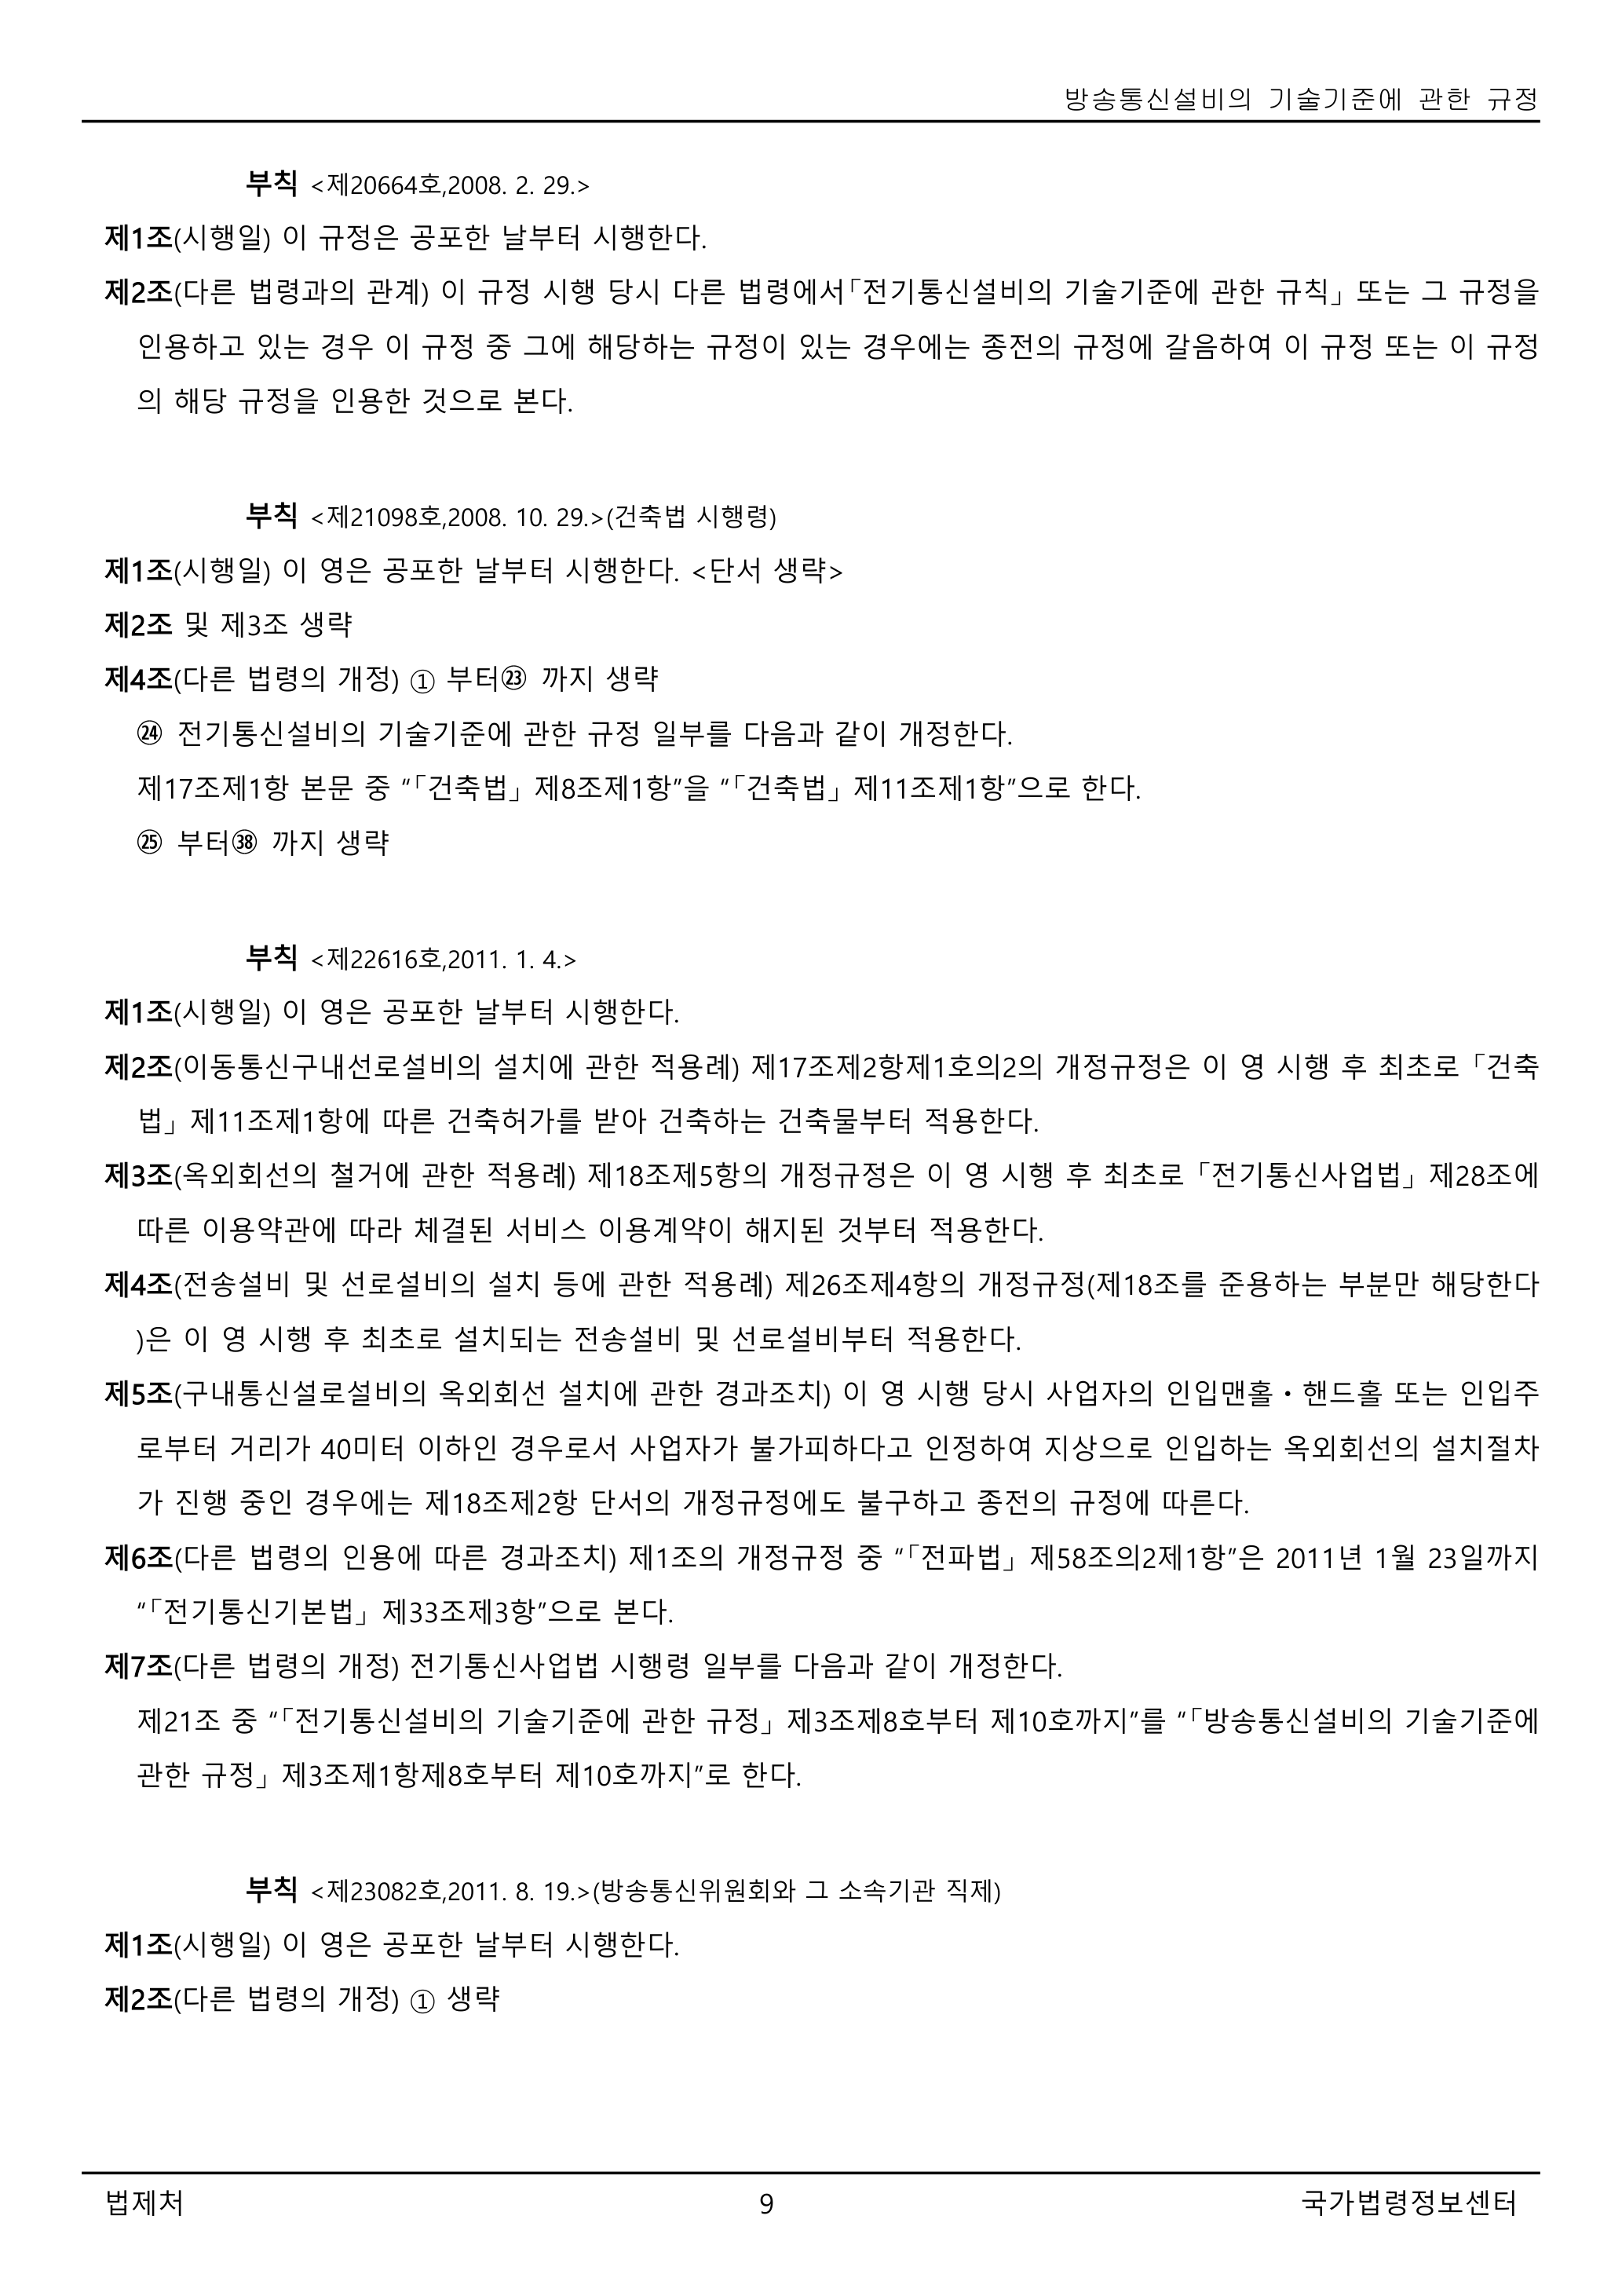 방송통신설비의 기술기준에 관한 규정
부칙 <제20664호,2008. 2. 29.>
제1조(시행일) 이 규정은 공포한 날부터 시행한다.
제2조(다른 법령과의 관계) 이 규정 시행 당시 다른 법령에서「전기통신설비의 기술기준에 관한 규칙」 또는 그 규정을
인용하고 있는 경우 이 규정 중 그에 해당하는 규정이 있는 경우에는 종전의 규정에 갈음하여 이 규정 또는 이 규정
의 해당 규정을 인용한 것으로 본다.
부칙 <제21098호,2008. 10. 29.>(건축법 시행령)
제1조(시행일) 이 영은 공포한 날부터 시행한다. <단서 생략>
제2조 및 제3조 생략
제4조(다른 법령의 개정) ① 부터㉓ 까지 생략
㉔ 전기통신설비의 기술기준에 관한 규정 일부를 다음과 같이 개정한다.
제17조제1항 본문 중 “「건축법」 제8조제1항”을 “「건축법」 제11조제1항”으로 한다.
㉕ 부터㊳ 까지 생략
부칙 <제22616호,2011. 1. 4.>
제1조(시행일) 이 영은 공포한 날부터 시행한다.
제2조(이동통신구내선로설비의 설치에 관한 적용례) 제17조제2항제1호의2의 개정규정은 이 영 시행 후 최초로 「건축
법」 제11조제1항에 따른 건축허가를 받아 건축하는 건축물부터 적용한다.
제3조(옥외회선의 철거에 관한 적용례) 제18조제5항의 개정규정은 이 영 시행 후 최초로 「전기통신사업법」 제28조에
따른 이용약관에 따라 체결된 서비스 이용계약이 해지된 것부터 적용한다.
제4조(전송설비 및 선로설비의 설치 등에 관한 적용례) 제26조제4항의 개정규정(제18조를 준용하는 부분만 해당한다
)은 이 영 시행 후 최초로 설치되는 전송설비 및 선로설비부터 적용한다.
제5조(구내통신설로설비의 옥외회선 설치에 관한 경과조치) 이 영 시행 당시 사업자의 인입맨홀ㆍ핸드홀 또는 인입주
로부터 거리가 40미터 이하인 경우로서 사업자가 불가피하다고 인정하여 지상으로 인입하는 옥외회선의 설치절차
가 진행 중인 경우에는 제18조제2항 단서의 개정규정에도 불구하고 종전의 규정에 따른다.
제6조(다른 법령의 인용에 따른 경과조치) 제1조의 개정규정 중 “「전파법」 제58조의2제1항”은 2011년 1월 23일까지
“「전기통신기본법」 제33조제3항”으로 본다.
제7조(다른 법령의 개정) 전기통신사업법 시행령 일부를 다음과 같이 개정한다.
제21조 중 “「전기통신설비의 기술기준에 관한 규정」 제3조제8호부터 제10호까지”를 “「방송통신설비의 기술기준에
관한 규정」 제3조제1항제8호부터 제10호까지”로 한다.
부칙 <제23082호,2011. 8. 19.>(방송통신위원회와 그 소속기관 직제)
제1조(시행일) 이 영은 공포한 날부터 시행한다.
제2조(다른 법령의 개정) ① 생략
법제처 9 국가법령정보센터